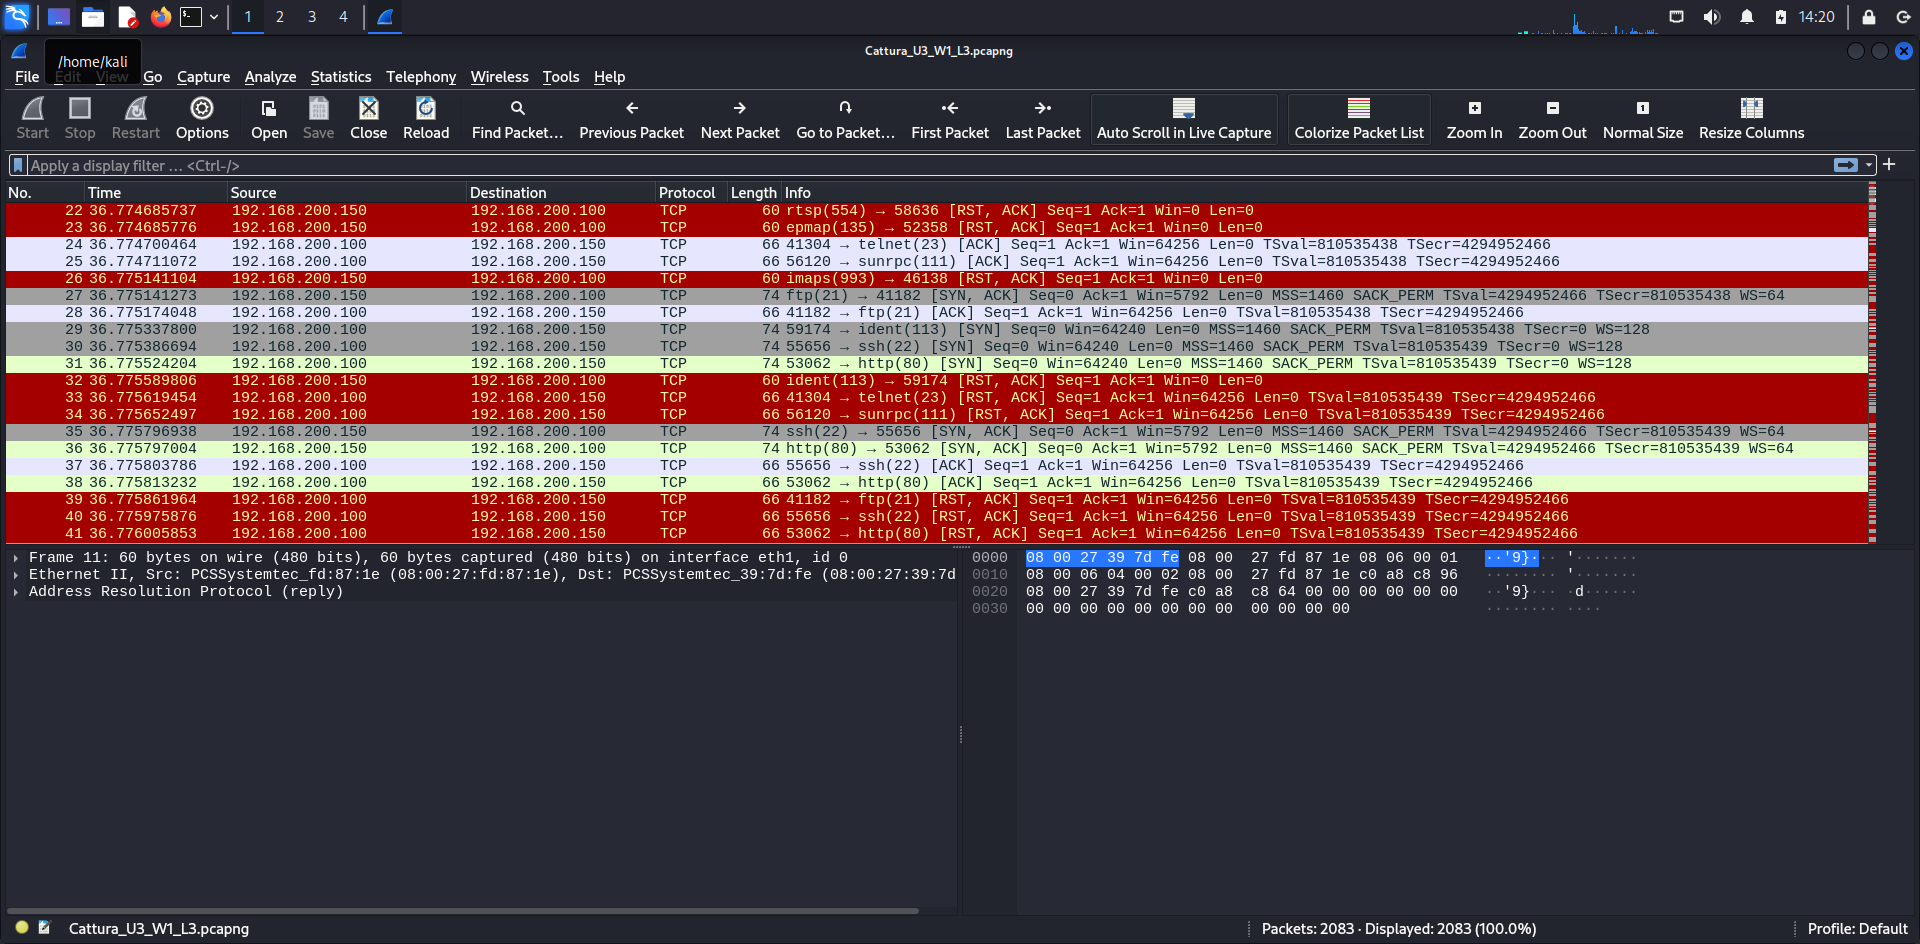 1 2 3 4 14:20
Cattura_U3_W1_L3.pcapng
/home/kali
File Edit View Go Capture Analyze Statistics Telephony Wireless Tools Help
Start Stop Restart Options Open Save Close Reload Find Packet... Previous Packet Next Packet Go to Packet... First Packet Last Packet Auto Scroll in Live Capture Colorize Packet List Zoom In Zoom Out Normal Size Resize Columns
Apply a display filter ... <Ctrl-/>
No. Time Source Destination Protocol Length Info
22 36.774685737 192.168.200.150 192.168.200.100 TCP 60 rtsp(554) → 58636 [RST, ACK] Seq=1 Ack=1 Win=0 Len=0
23 36.774685776 192.168.200.150 192.168.200.100 TCP 60 epmap(135) → 52358 [RST, ACK] Seq=1 Ack=1 Win=0 Len=0
24 36.774700464 192.168.200.100 192.168.200.150 TCP 66 41304 → telnet(23) [ACK] Seq=1 Ack=1 Win=64256 Len=0 TSval=810535438 TSecr=4294952466
25 36.774711072 192.168.200.100 192.168.200.150 TCP 66 56120 → sunrpc(111) [ACK] Seq=1 Ack=1 Win=64256 Len=0 TSval=810535438 TSecr=4294952466
26 36.775141104 192.168.200.150 192.168.200.100 TCP 60 imaps(993) → 46138 [RST, ACK] Seq=1 Ack=1 Win=0 Len=0
27 36.775141273 192.168.200.150 192.168.200.100 TCP 74 ftp(21) → 41182 [SYN, ACK] Seq=0 Ack=1 Win=5792 Len=0 MSS=1460 SACK_PERM TSval=4294952466 TSecr=810535438 WS=64
28 36.775174048 192.168.200.100 192.168.200.150 TCP 66 41182 → ftp(21) [ACK] Seq=1 Ack=1 Win=64256 Len=0 TSval=810535438 TSecr=4294952466
29 36.775337800 192.168.200.100 192.168.200.150 TCP 74 59174 → ident(113) [SYN] Seq=0 Win=64240 Len=0 MSS=1460 SACK_PERM TSval=810535438 TSecr=0 WS=128
30 36.775386694 192.168.200.100 192.168.200.150 TCP 74 55656 → ssh(22) [SYN] Seq=0 Win=64240 Len=0 MSS=1460 SACK_PERM TSval=810535439 TSecr=0 WS=128
31 36.775524204 192.168.200.100 192.168.200.150 TCP 74 53062 → http(80) [SYN] Seq=0 Win=64240 Len=0 MSS=1460 SACK_PERM TSval=810535439 TSecr=0 WS=128
32 36.775589806 192.168.200.150 192.168.200.100 TCP 60 ident(113) → 59174 [RST, ACK] Seq=1 Ack=1 Win=0 Len=0
33 36.775619454 192.168.200.100 192.168.200.150 TCP 66 41304 → telnet(23) [RST, ACK] Seq=1 Ack=1 Win=64256 Len=0 TSval=810535439 TSecr=4294952466
34 36.775652497 192.168.200.100 192.168.200.150 TCP 66 56120 → sunrpc(111) [RST, ACK] Seq=1 Ack=1 Win=64256 Len=0 TSval=810535439 TSecr=4294952466
35 36.775796938 192.168.200.150 192.168.200.100 TCP 74 ssh(22) → 55656 [SYN, ACK] Seq=0 Ack=1 Win=5792 Len=0 MSS=1460 SACK_PERM TSval=4294952466 TSecr=810535439 WS=64
36 36.775797004 192.168.200.150 192.168.200.100 TCP 74 http(80) → 53062 [SYN, ACK] Seq=0 Ack=1 Win=5792 Len=0 MSS=1460 SACK_PERM TSval=4294952466 TSecr=810535439 WS=64
37 36.775803786 192.168.200.100 192.168.200.150 TCP 66 55656 → ssh(22) [ACK] Seq=1 Ack=1 Win=64256 Len=0 TSval=810535439 TSecr=4294952466
38 36.775813232 192.168.200.100 192.168.200.150 TCP 66 53062 → http(80) [ACK] Seq=1 Ack=1 Win=64256 Len=0 TSval=810535439 TSecr=4294952466
39 36.775861964 192.168.200.100 192.168.200.150 TCP 66 41182 → ftp(21) [RST, ACK] Seq=1 Ack=1 Win=64256 Len=0 TSval=810535439 TSecr=4294952466
40 36.775975876 192.168.200.100 192.168.200.150 TCP 66 55656 → ssh(22) [RST, ACK] Seq=1 Ack=1 Win=64256 Len=0 TSval=810535439 TSecr=4294952466
41 36.776005853 192.168.200.100 192.168.200.150 TCP 66 53062 → http(80) [RST, ACK] Seq=1 Ack=1 Win=64256 Len=0 TSval=810535439 TSecr=4294952466
Frame 11: 60 bytes on wire (480 bits), 60 bytes captured (480 bits) on interface eth1, id 0
Ethernet II, Src: PCSSystemtec_fd:87:1e (08:00:27:fd:87:1e), Dst: PCSSystemtec_39:7d:fe (08:00:27:39:7d
Address Resolution Protocol (reply)
0000 08 00 27 39 7d fe 08 00 27 fd 87 1e 08 06 00 01 ··'9}··· '·······
0010 08 00 06 04 00 02 08 00 27 fd 87 1e c0 a8 c8 96 ········ '·······
0020 08 00 27 39 7d fe c0 a8 c8 64 00 00 00 00 00 00 ··'9}··· ·d······
0030 00 00 00 00 00 00 00 00 00 00 00 00 ········ ····
Cattura_U3_W1_L3.pcapng Packets: 2083 · Displayed: 2083 (100.0%) Profile: Default